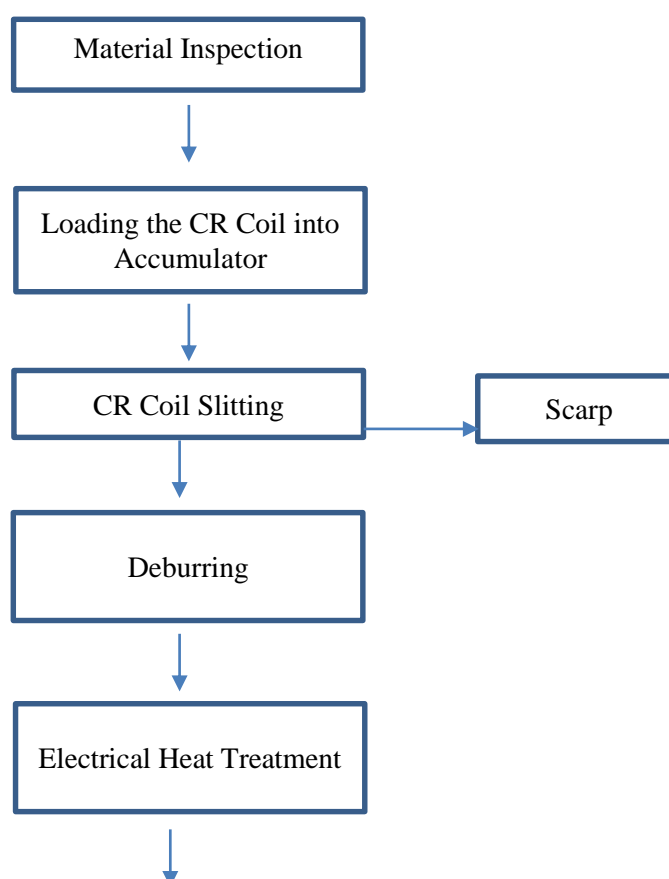 Material Inspection
Loading the CR Coil into
Accumulator
CR Coil Slitting
Scarp
Deburring
Electrical Heat Treatment